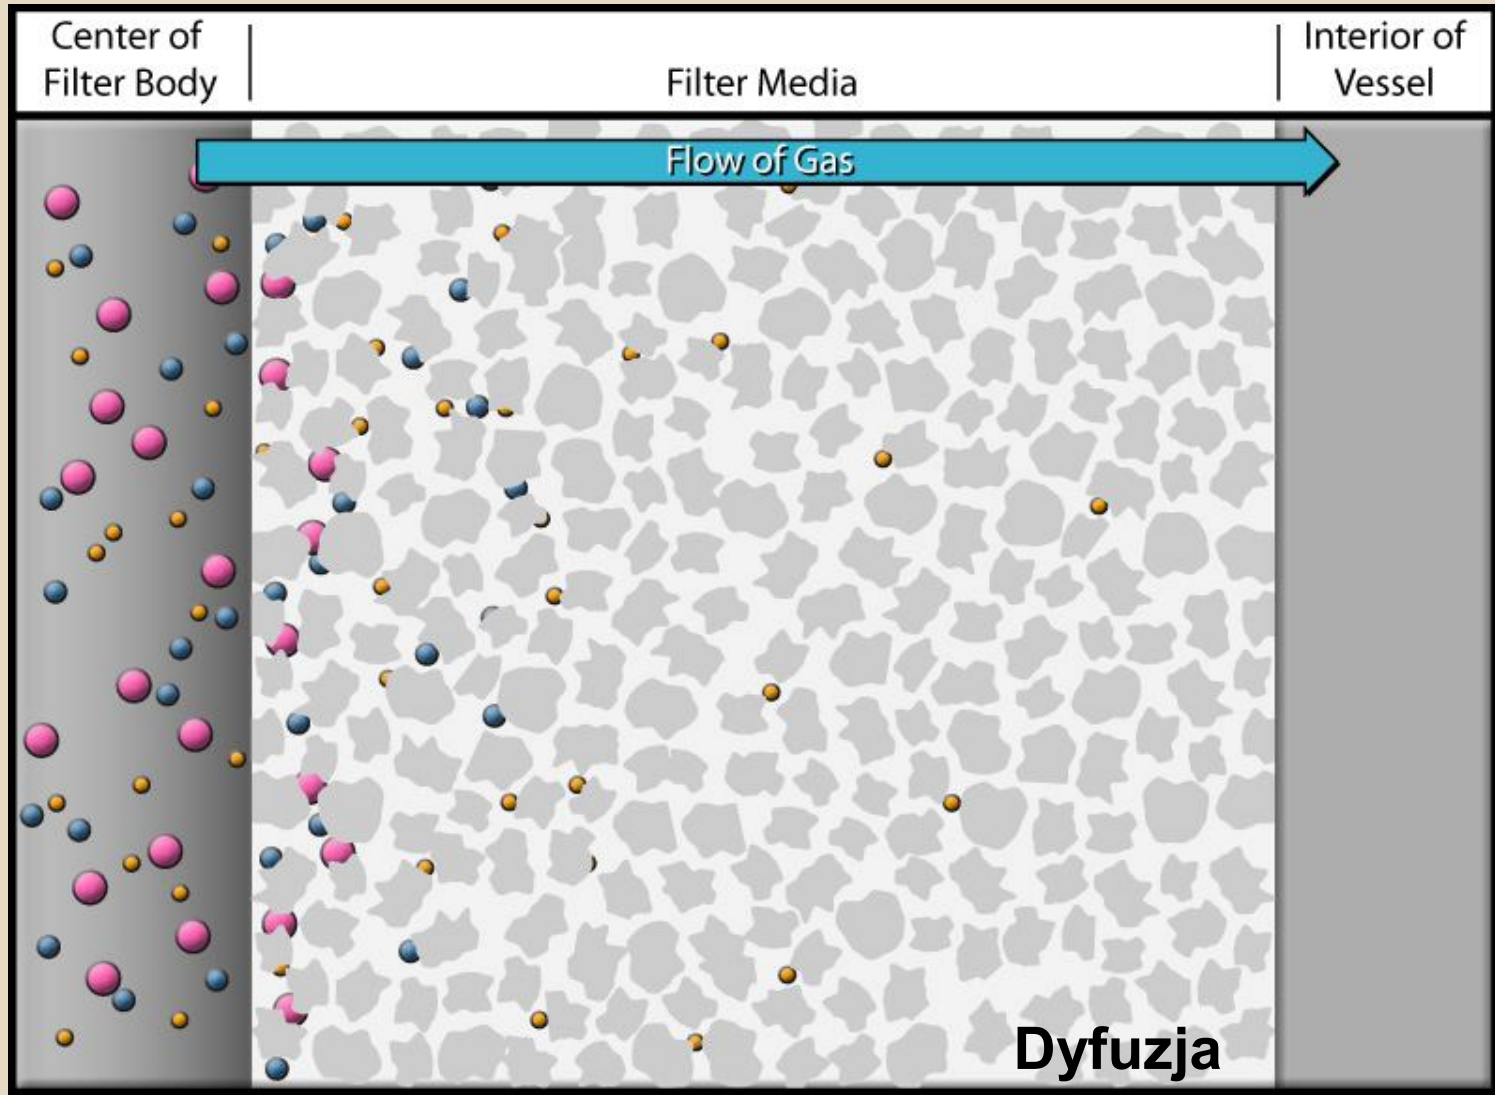 Center of
Filter Body
Filter Media
Interior of
Vessel
Flow of Gas
Dyfuzja